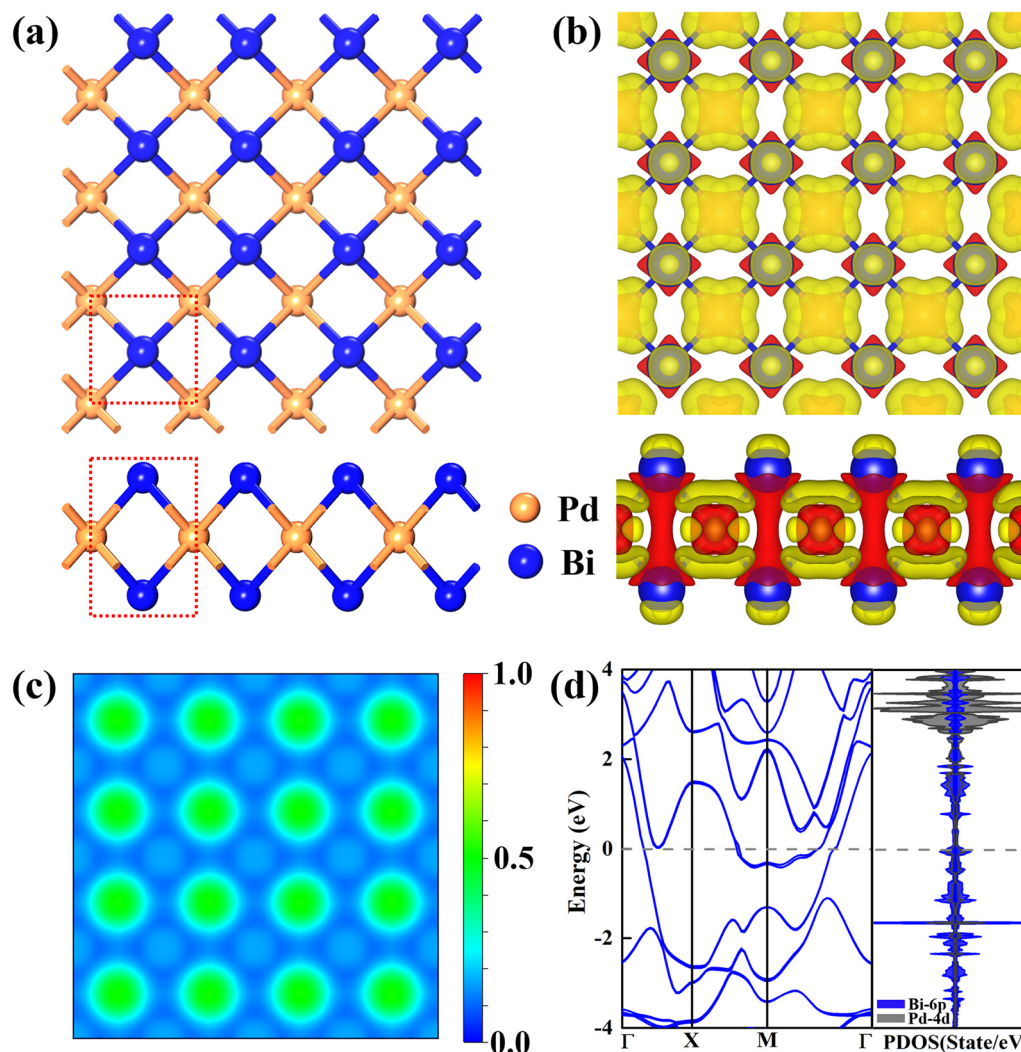 (a)
(b)
Pd
Bi
(c)
1.0
0.5
0.0
(d)
Energy (eV)
4
2
0
-2
-4
Γ
X
M
Γ
Bi-6p
Pd-4d
PDOS(State/eV